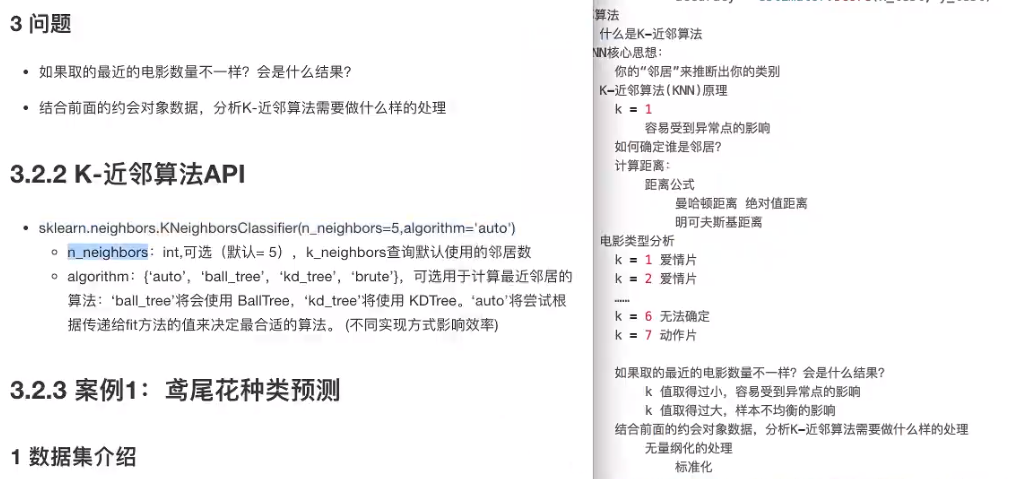 3 问题
• 如果取的最近的电影数量不一样？会是什么结果？
• 结合前面的约会对象数据，分析K-近邻算法需要做什么样的处理
3.2.2 K-近邻算法API
• sklearn.neighbors.KNeighborsClassifier(n_neighbors=5,algorithm='auto')
n_neighbors：int,可选（默认= 5），k_neighbors查询默认使用的邻居数
algorithm：{‘auto’，‘ball_tree’，‘kd_tree’，‘brute’}，可选用于计算最近邻居的
算法：‘ball_tree’将会使用 BallTree，‘kd_tree’将使用 KDTree。‘auto’将尝试根
据传递给fit方法的值来决定最合适的算法。 (不同实现方式影响效率)
3.2.3 案例1：鸢尾花种类预测
1 数据集介绍
算法
什么是K-近邻算法
NN核心思想：
你的“邻居”来推断出你的类别
K-近邻算法(KNN)原理
k = 1
容易受到异常点的影响
如何确定谁是邻居？
计算距离：
距离公式
曼哈顿距离 绝对值距离
明可夫斯基距离
电影类型分析
k = 1 爱情片
k = 2 爱情片
……
k = 6 无法确定
k = 7 动作片
如果取的最近的电影数量不一样？会是什么结果？
k 值取得过小，容易受到异常点的影响
k 值取得过大，样本不均衡的影响
结合前面的约会对象数据，分析K-近邻算法需要做什么样的处理
无量纲化的处理
标准化